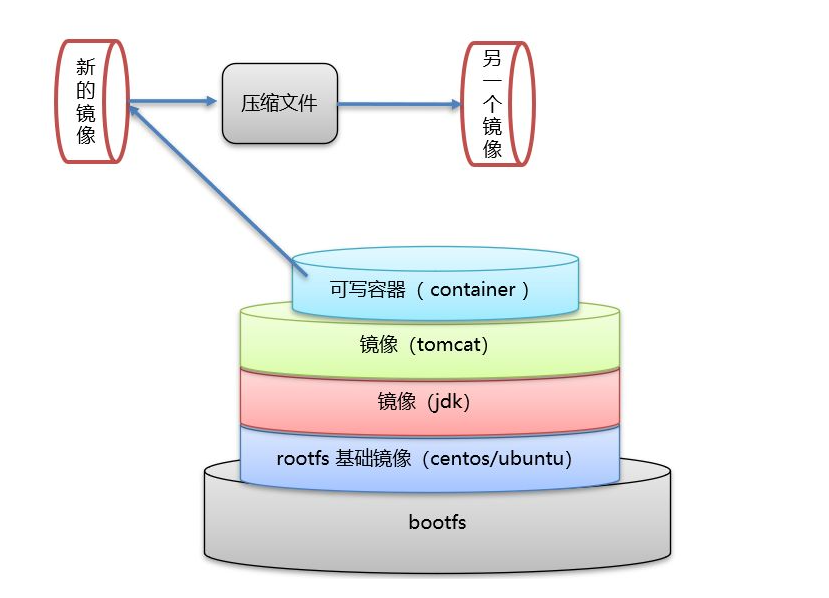 新的镜像
压缩文件
另一个镜像
可写容器（container）
镜像（tomcat）
镜像（jdk）
rootfs 基础镜像（centos/ubuntu）
bootfs